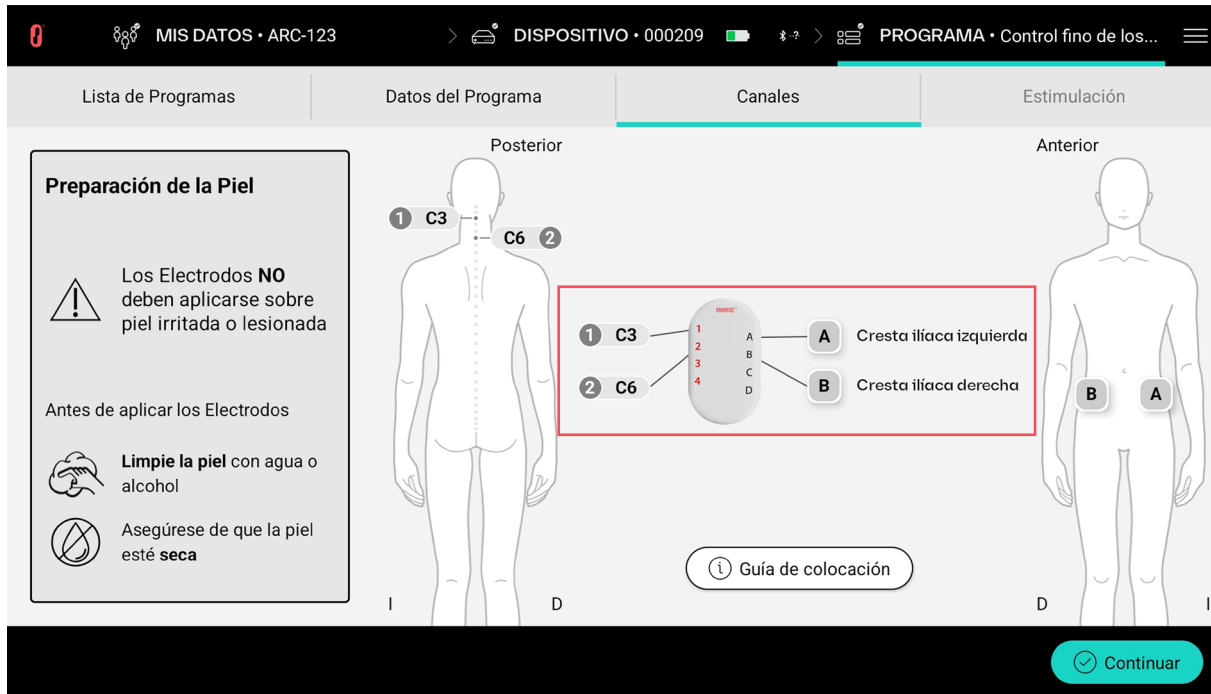 MIS DATOS • ARC-123
DISPOSITIVO • 000209
PROGRAMA • Control fino de los...
Lista de Programas
Datos del Programa
Canales
Estimulación
Preparación de la Piel
Los Electrodos NO
deben aplicarse sobre
piel irritada o lesionada
Antes de aplicar los Electrodos
Limpie la piel con agua o
alcohol
Asegúrese de que la piel
esté seca
Posterior
1 C3
C6 2
I
D
1 C3
2 C6
1
2
3
4
A
B
C
D
A Cresta ilíaca izquierda
B Cresta ilíaca derecha
Guía de colocación
Anterior
B
A
D
I
Continuar